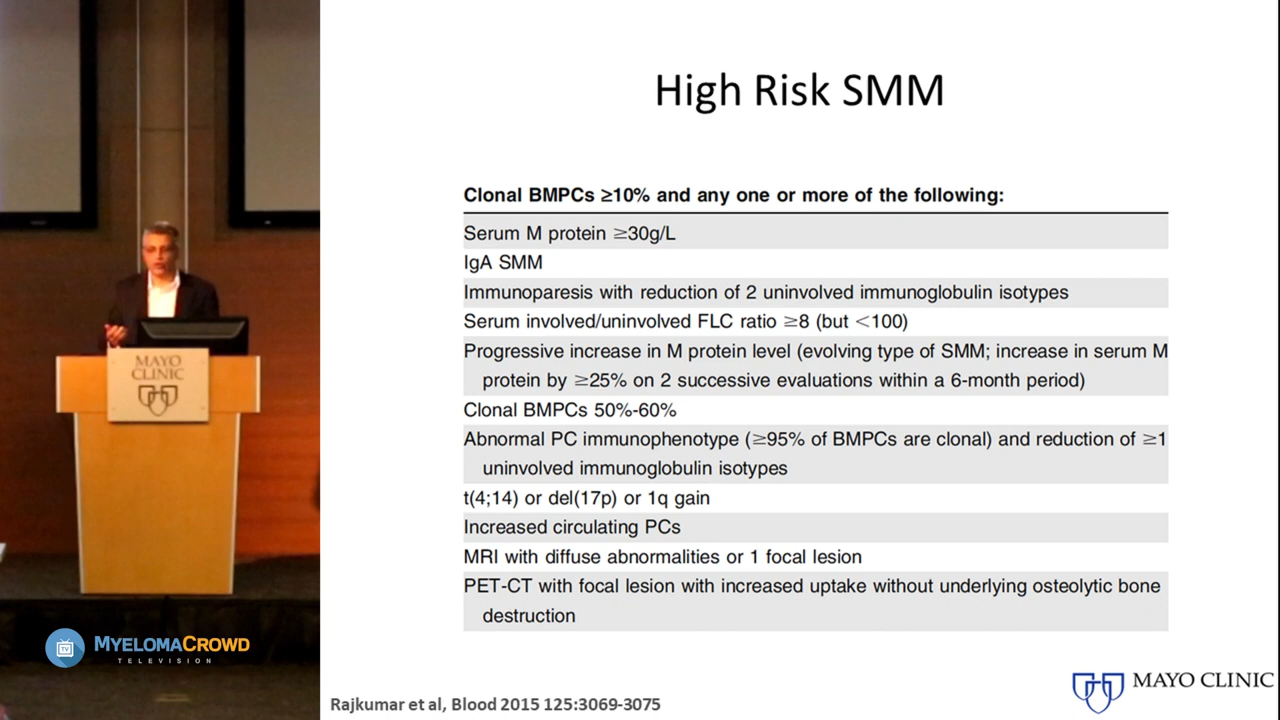 High Risk SMM
Clonal BMPCs ≥10% and any one or more of the following:
Serum M protein ≥30g/L
IgA SMM
Immunoparesis with reduction of 2 uninvolved immunoglobulin isotypes
Serum involved/uninvolved FLC ratio ≥8 (but <100)
Progressive increase in M protein level (evolving type of SMM; increase in serum M
protein by ≥25% on 2 successive evaluations within a 6-month period)
Clonal BMPCs 50%-60%
Abnormal PC immunophenotype (≥95% of BMPCs are clonal) and reduction of ≥1
uninvolved immunoglobulin isotypes
t(4;14) or del(17p) or 1q gain
Increased circulating PCs
MRI with diffuse abnormalities or 1 focal lesion
PET-CT with focal lesion with increased uptake without underlying osteolytic bone
destruction
Rajkumar et al, Blood 2015 125:3069-3075
MAYO CLINIC
MAYO
CLINIC
TV
MYELOMACROWD
TELEVISION